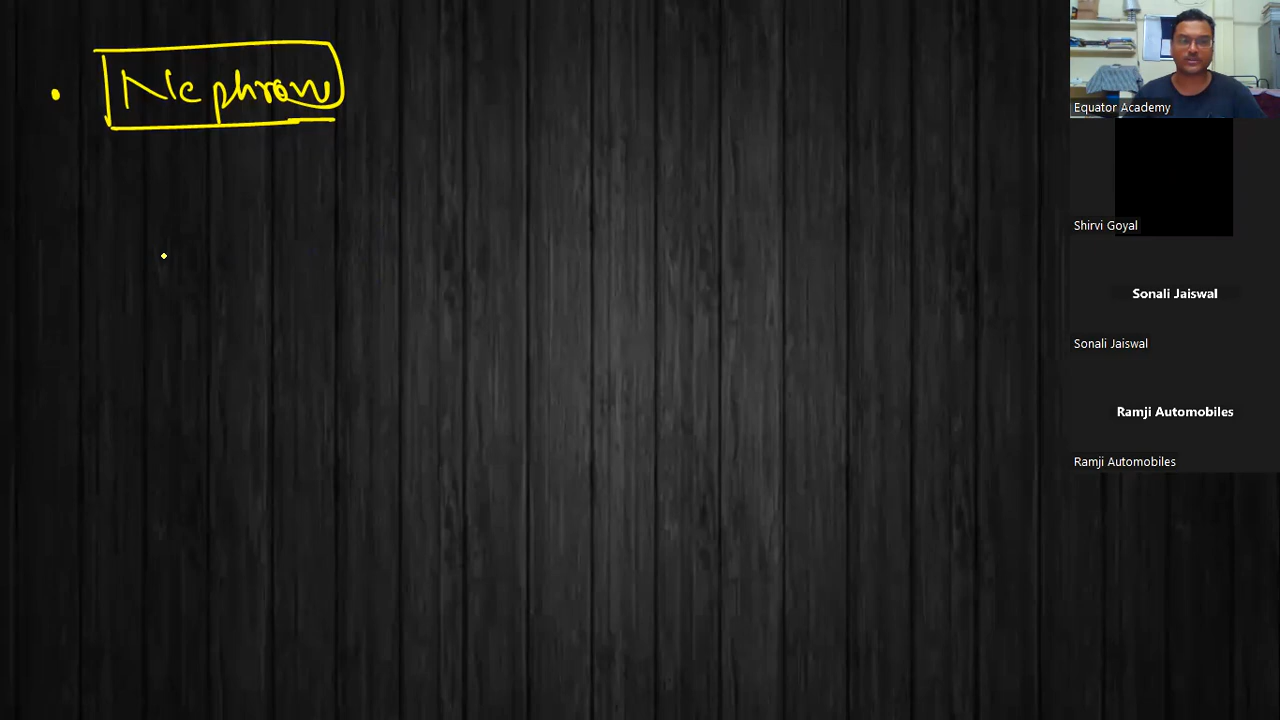 • Nephron
Equator Academy
Shirvi Goyal
Sonali Jaiswal
Sonali Jaiswal
Ramji Automobiles
Ramji Automobiles